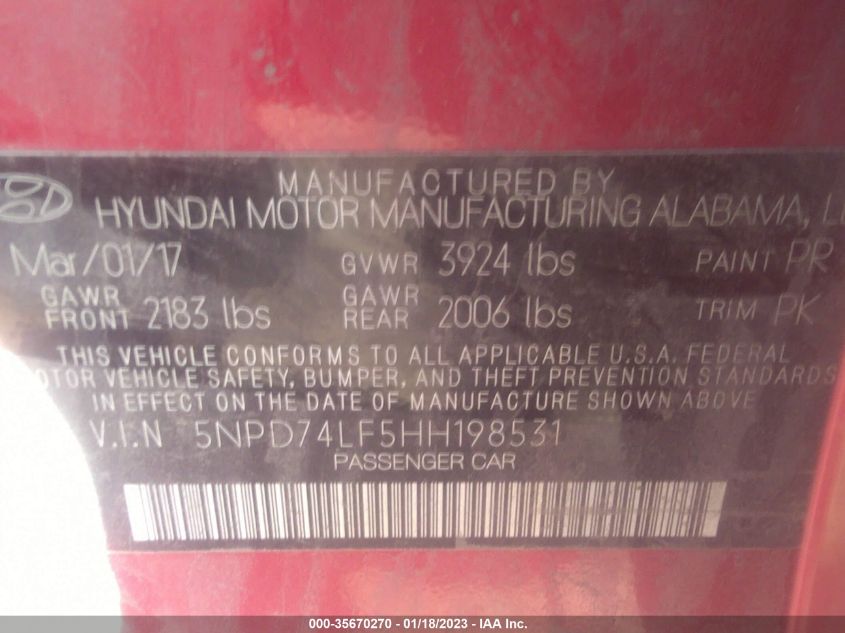 MANUFACTURED BY
HYUNDAI MOTOR MANUFACTURING ALABAMA,
Mar/01/17 GVWR 3924 lbs PAINT PR
GAWR FRONT 2183 lbs GAWR REAR 2006 lbs TRIM PK
THIS VEHICLE CONFORMS TO ALL APPLICABLE U.S.A. FEDERAL
MOTOR VEHICLE SAFETY, BUMPER, AND THEFT PREVENTION STANDARDS
IN EFFECT ON THE DATE OF MANUFACTURE SHOWN ABOVE
V.I.N 5NPD74LF5HH198531
PASSENGER CAR
000-35670270 - 01/18/2023 - IAA Inc.